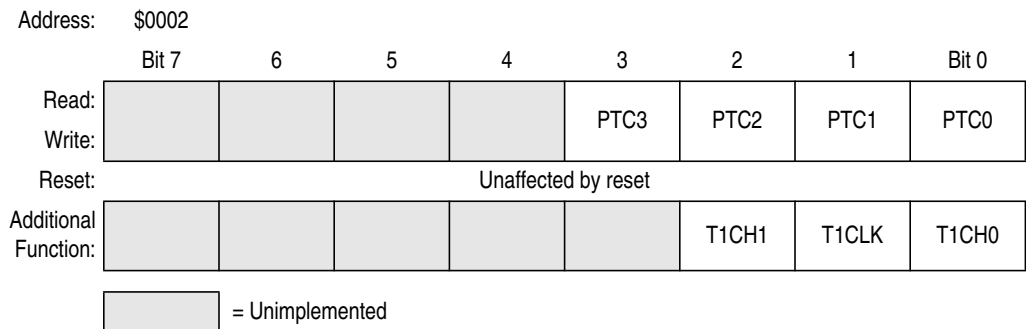 Address: $0002
Bit 7 6 5 4 3 2 1 Bit 0
Read:
PTC3 PTC2 PTC1 PTC0
Write:
Reset: Unaffected by reset
Additional
Function:
T1CH1 T1CLK T1CH0
= Unimplemented